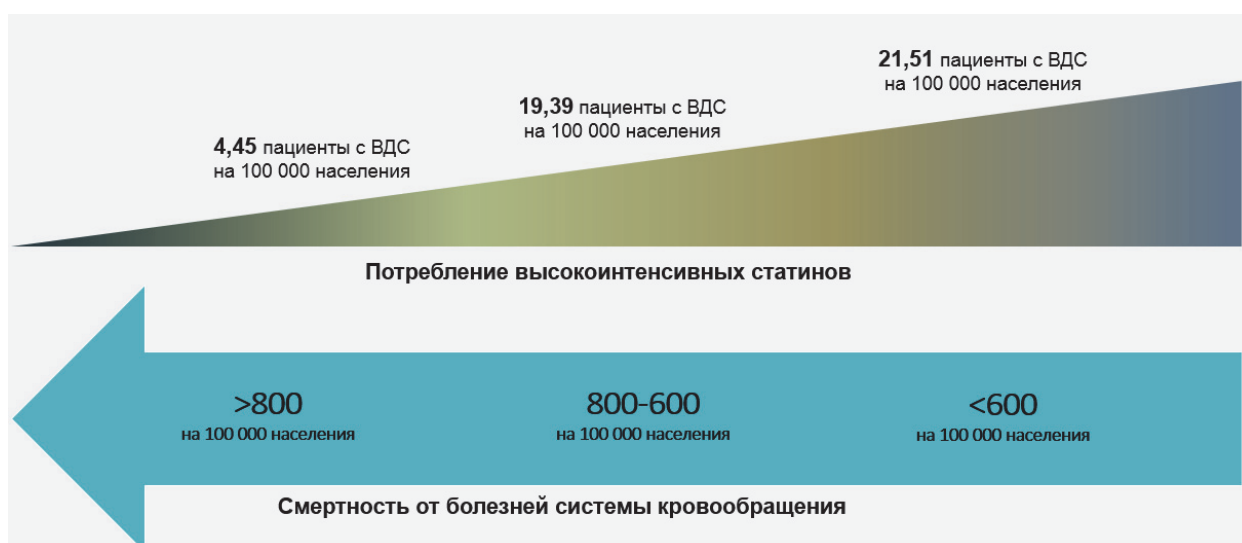 21,51 пациенты с ВДС
на 100 000 населения
19,39 пациенты с ВДС
на 100 000 населения
4,45 пациенты с ВДС
на 100 000 населения
Потребление высокоинтенсивных статинов
>800
на 100 000 населения
800-600
на 100 000 населения
<600
на 100 000 населения
Смертность от болезней системы кровообращения